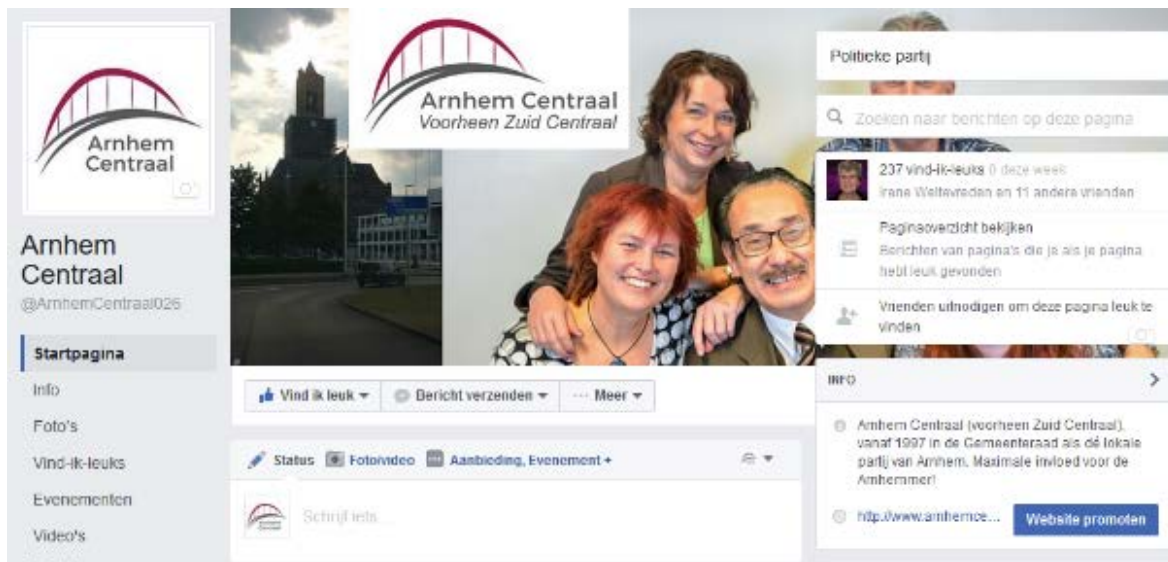 Arnhem
Centraal
Arnhem
Centraal
@ArnhemCentraal026
Startpagina
Info
Foto's
Vind-ik-leuks
Evenementen
Video's
Arnhem Centraal
Voorheen Zuid Centraal
Vind ik leuk
Bericht verzenden
Meer
Status Foto/video Aanbieding, Evenement +
Schrijf iets...
Politieke partij
Zoeken naar berichten op deze pagina
237 vind-ik-leuks 0 deze week
Irene Weltevreden en 11 andere vrienden
Paginaoverzicht bekijken
Berichten van pagina's die je als je pagina
hebt leuk gevonden
Vrienden uitnodigen om deze pagina leuk te
vinden
INFO
Arnhem Centraal (voorheen Zuid Centraal),
vanaf 1997 in de Gemeenteraad als dé lokale
partij van Arnhem. Maximale invloed voor de
Arnhemmer!
http://www.arnhemce... Website promoten